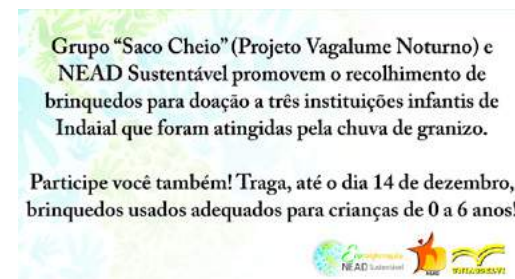 Grupo “Saco Cheio” (Projeto Vagalume Noturno) e
NEAD Sustentável promovem o recolhimento de
brinquedos para doação a três instituições infantis de
Indaial que foram atingidas pela chuva de granizo.
Participe você também! Traga, até o dia 14 de dezembro,
brinquedos usados adequados para crianças de 0 a 6 anos!
NEAD Sustentável
NEAD
UNIASSELVI